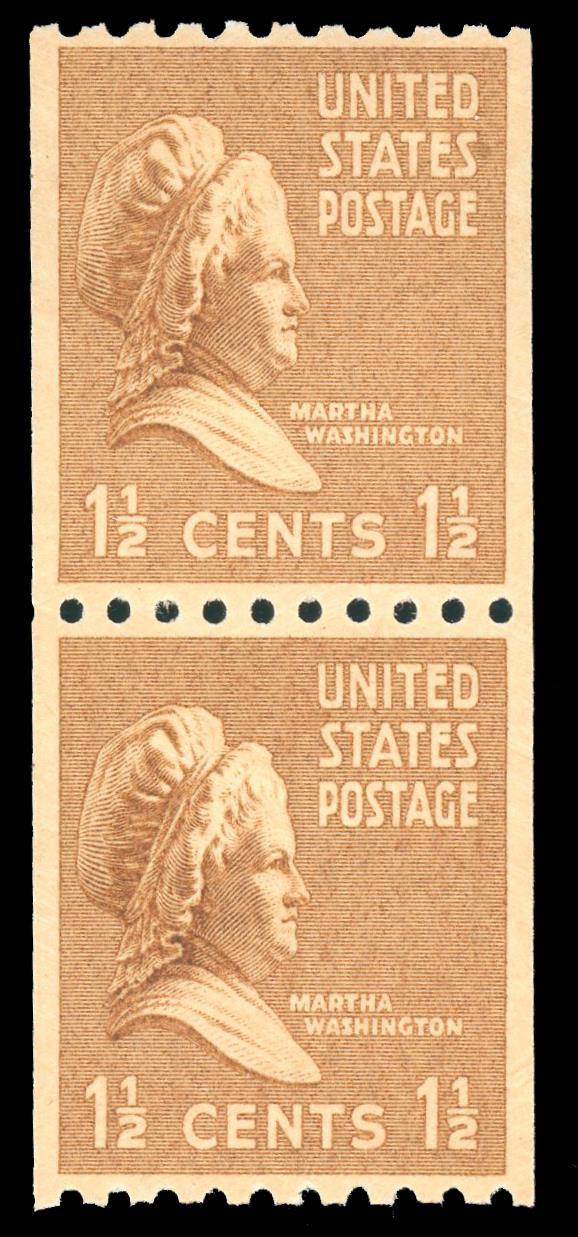 UNITED
STATES
POSTAGE
MARTHA
WASHINGTON
1½ CENTS 1½
UNITED
STATES
POSTAGE
MARTHA
WASHINGTON
1½ CENTS 1½